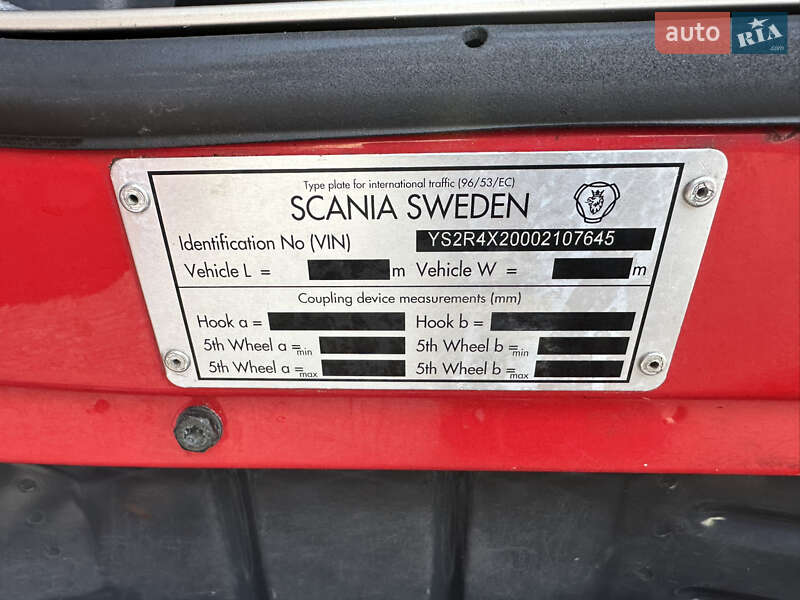 auto RIA
Type plate for international traffic (96/53/EC)
SCANIA SWEDEN
Identification No (VIN) YS2R4X20002107645
Vehicle L = m Vehicle W = m
Coupling device measurements (mm)
Hook a = Hook b =
5th Wheel a = min 5th Wheel b = min
5th Wheel a = max 5th Wheel b = max